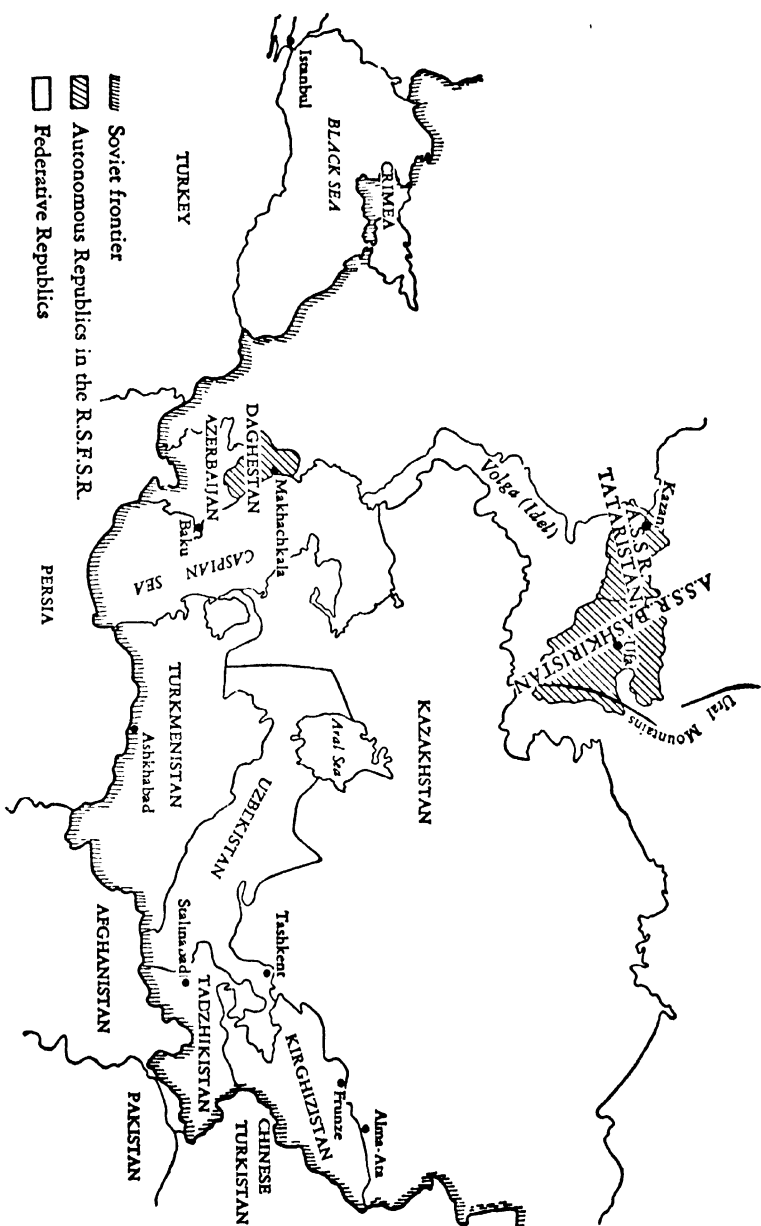 Istanbul
BLACK SEA
CRIMEA
TURKEY
Soviet frontier
Autonomous Republics in the R.S.F.S.R.
Federative Republics
Kazan
A.S.S.R.
TATARISTAN
A.S.S.R. BASHKIRISTAN
Ufa
Ural Mountains
Volga (Idel)
DAGHESTAN
AZERBAIJAN
Makhachkala
Baku
CASPIAN
SEA
PERSIA
KAZAKHSTAN
Aral Sea
TURKMENISTAN
Ashkhabad
UZBEKISTAN
Tashkent
Stalinabad
TADZHIKISTAN
KIRGHIZISTAN
Frunze
Alma-Ata
AFGHANISTAN
PAKISTAN
CHINESE
TURKISTAN